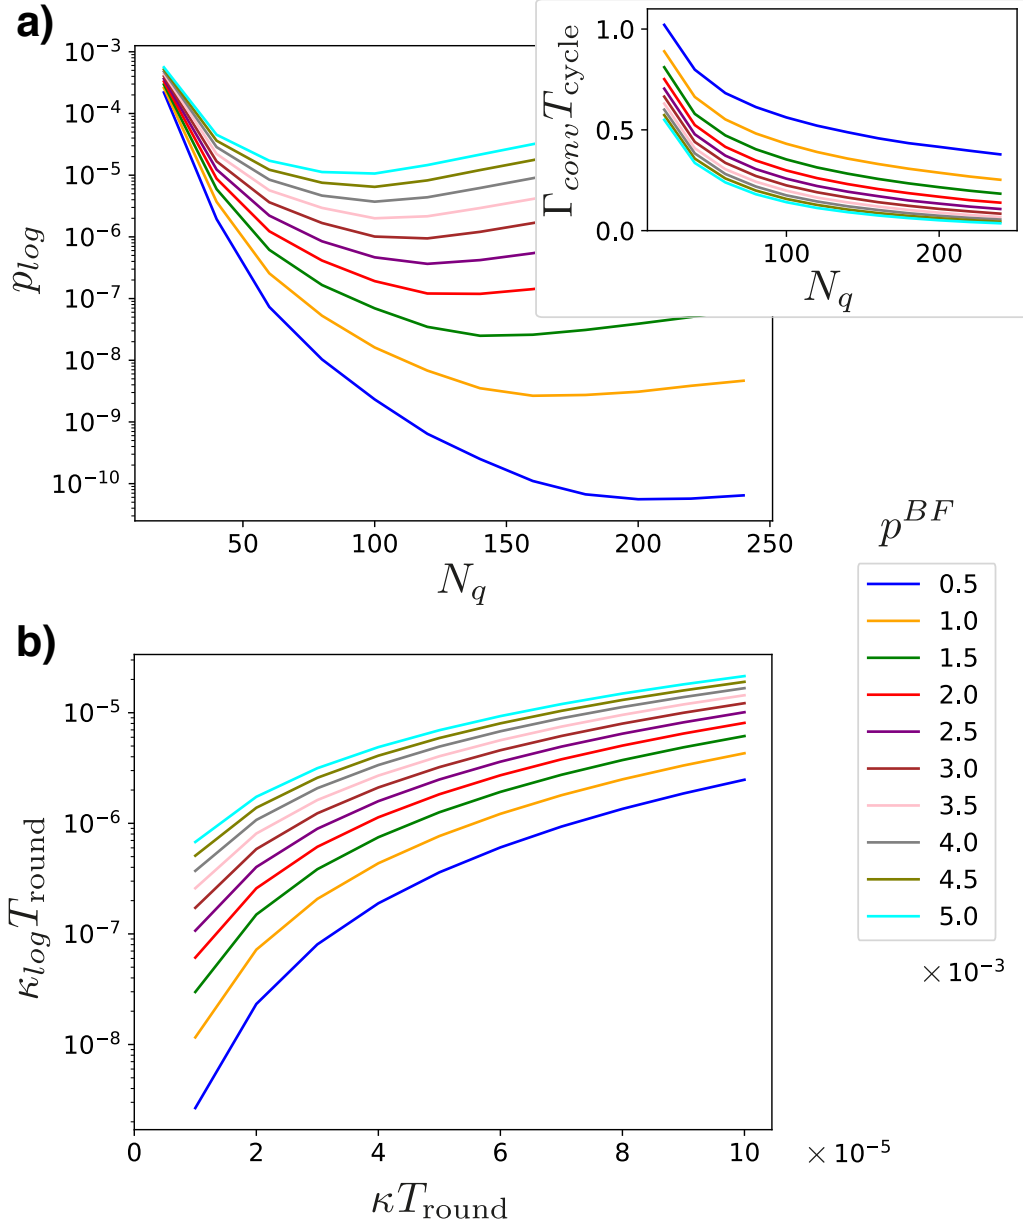 a)
p_log
10^−3
10^−4
10^−5
10^−6
10^−7
10^−8
10^−9
10^−10
50 100 150 200 250
N_q
Γ_conv T_cycle
1.0
0.5
0.0
100 200
N_q
p^BF
0.5
1.0
1.5
2.0
2.5
3.0
3.5
4.0
4.5
5.0
× 10^−3
b)
κ_log T_round
10^−5
10^−6
10^−7
10^−8
0 2 4 6 8 10 × 10^−5
κT_round